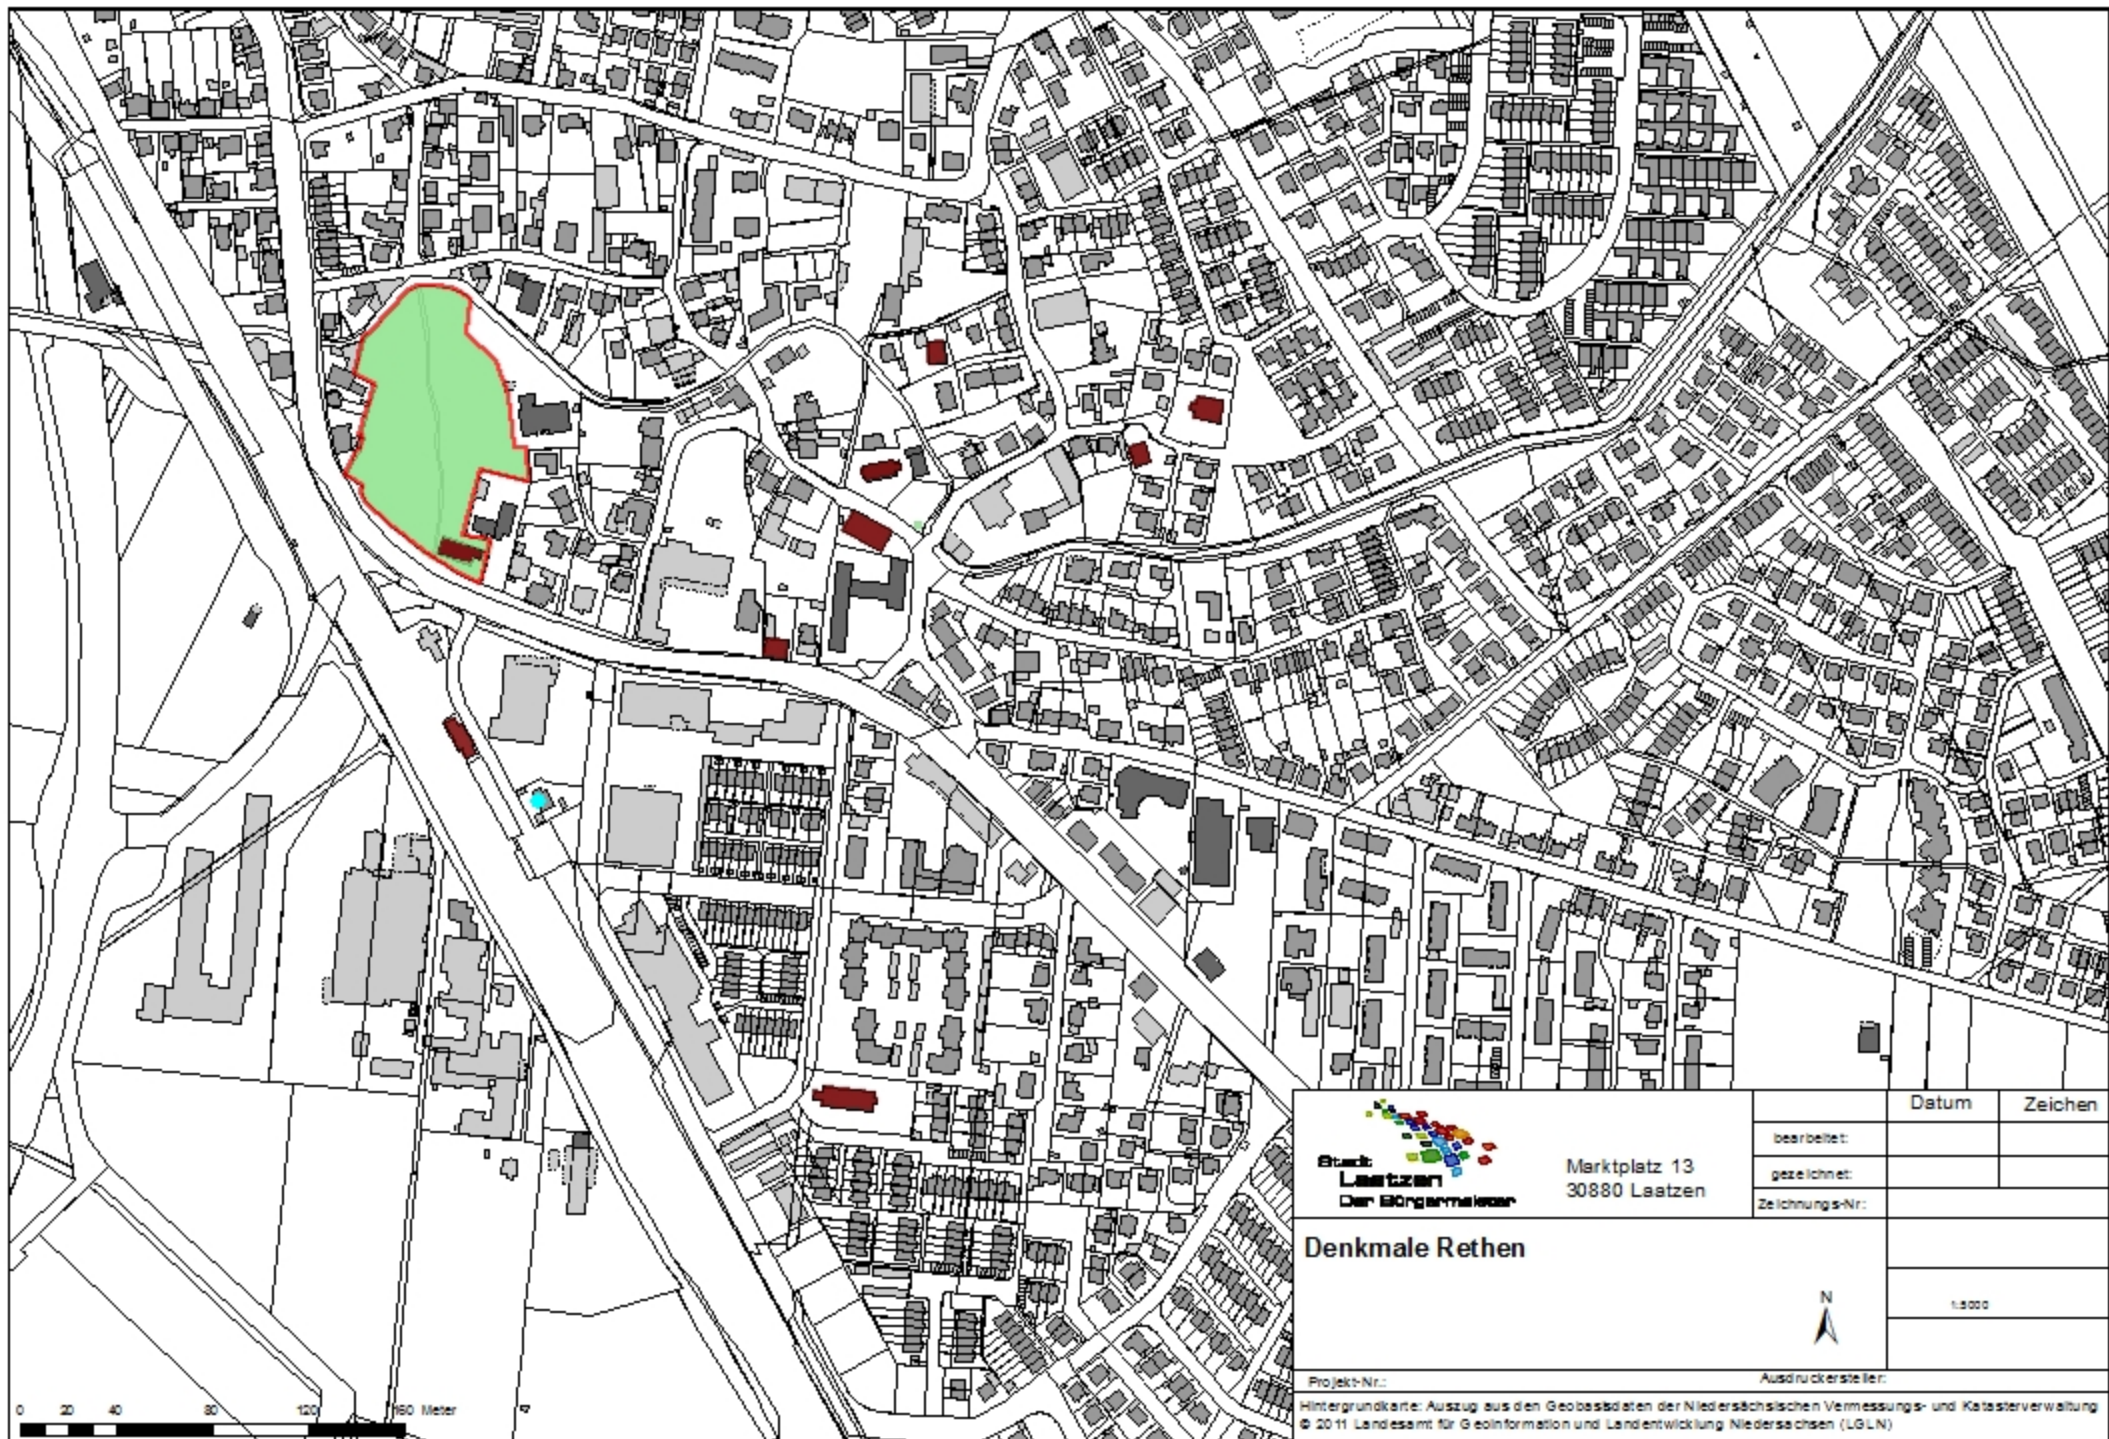 Datum Zeichen
bearbeitet:
gezeichnet:
Zeichnungs-Nr:
Stadt
Laatzen
Der Bürgermeister
Marktplatz 13
30880 Laatzen
Denkmale Rethen
N
1:5000
Projekt-Nr.: Ausdruckersteller:
Hintergrundkarte: Auszug aus den Geobasisdaten der Niedersächsischen Vermessungs- und Katasterverwaltung
© 2011 Landesamt für Geoinformation und Landentwicklung Niedersachsen (LGLN)
0 20 40 80 120 160 Meter